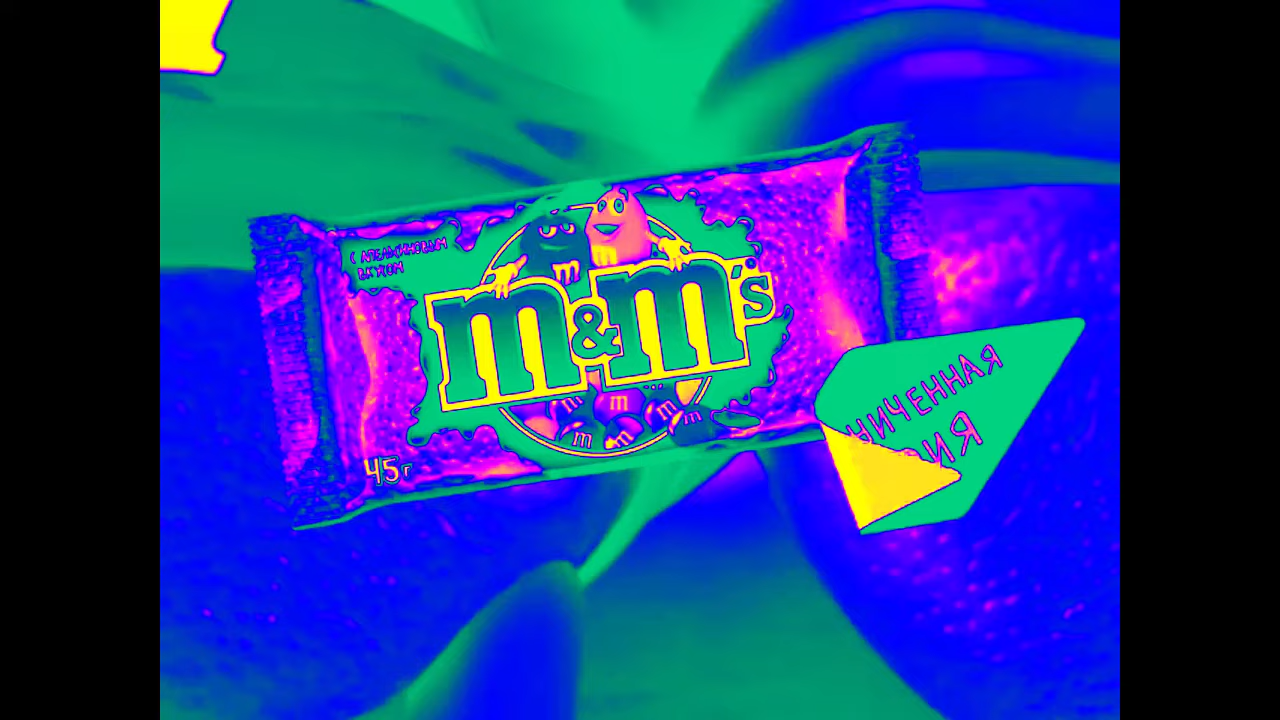 С АПЕЛЬСИНОВЫМ
ВКУСОМ
m&m's
45г
НИЧЕННАЯ
ИЯ